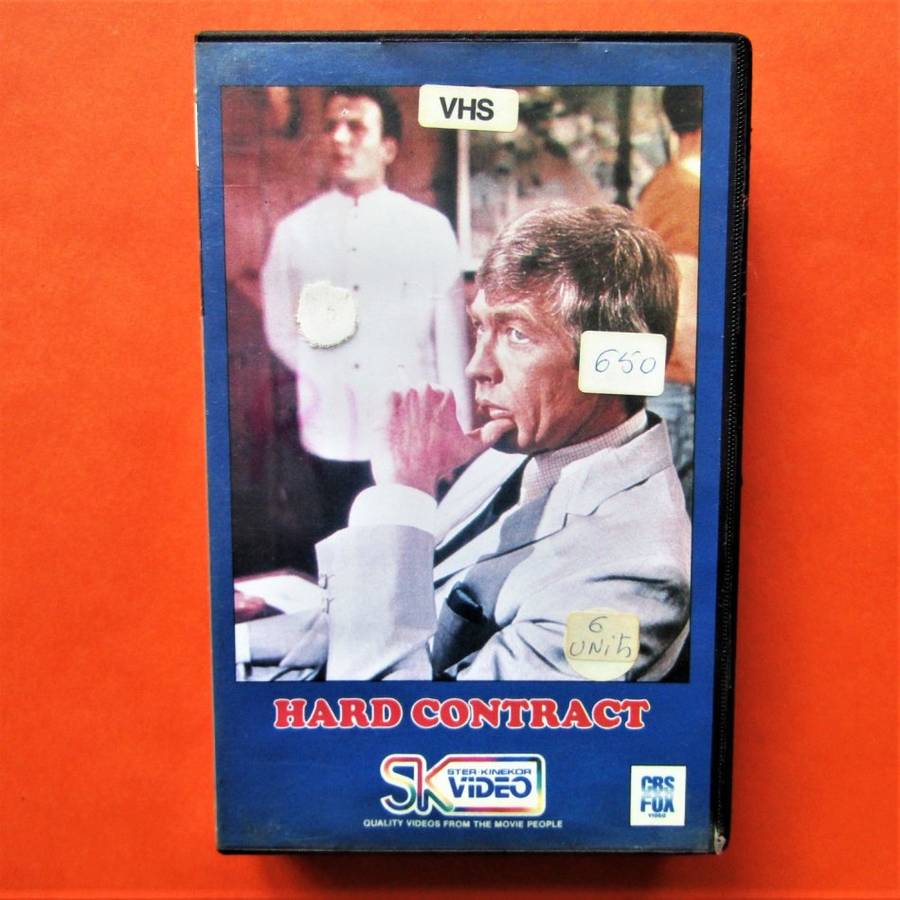 VHS
650
6
UNits
HARD CONTRACT
SK
STER-KINEKOR
VIDEO
QUALITY VIDEOS FROM THE MOVIE PEOPLE
CBS
FOX
VIDEO